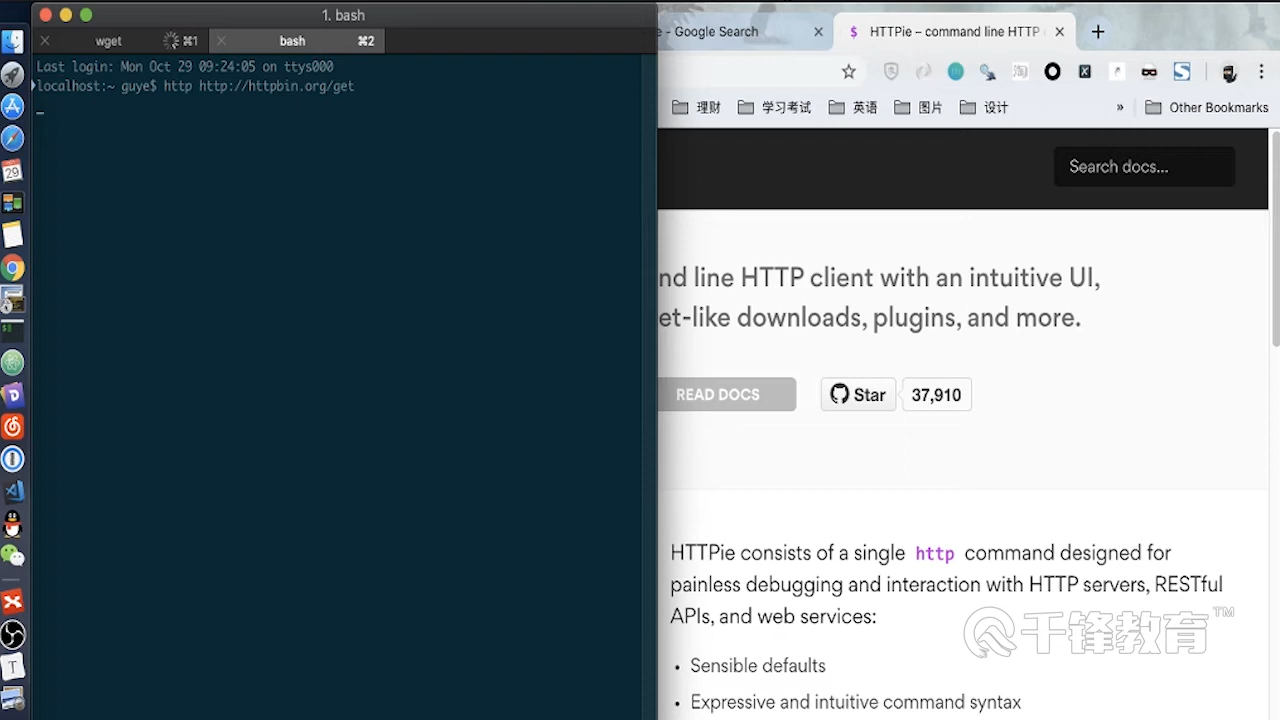 1. bash
wget
⌘1
bash
⌘2
Last login: Mon Oct 29 09:24:05 on ttys000
localhost:~ guye$ http http://httpbin.org/get
e - Google Search
HTTPie – command line HTTP
理财
学习考试
英语
图片
设计
»
Other Bookmarks
Search docs...
nd line HTTP client with an intuitive UI,
et-like downloads, plugins, and more.
READ DOCS
Star
37,910
HTTPie consists of a single http command designed for
painless debugging and interaction with HTTP servers, RESTful
APIs, and web services:
• Sensible defaults
• Expressive and intuitive command syntax
千锋教育™
29